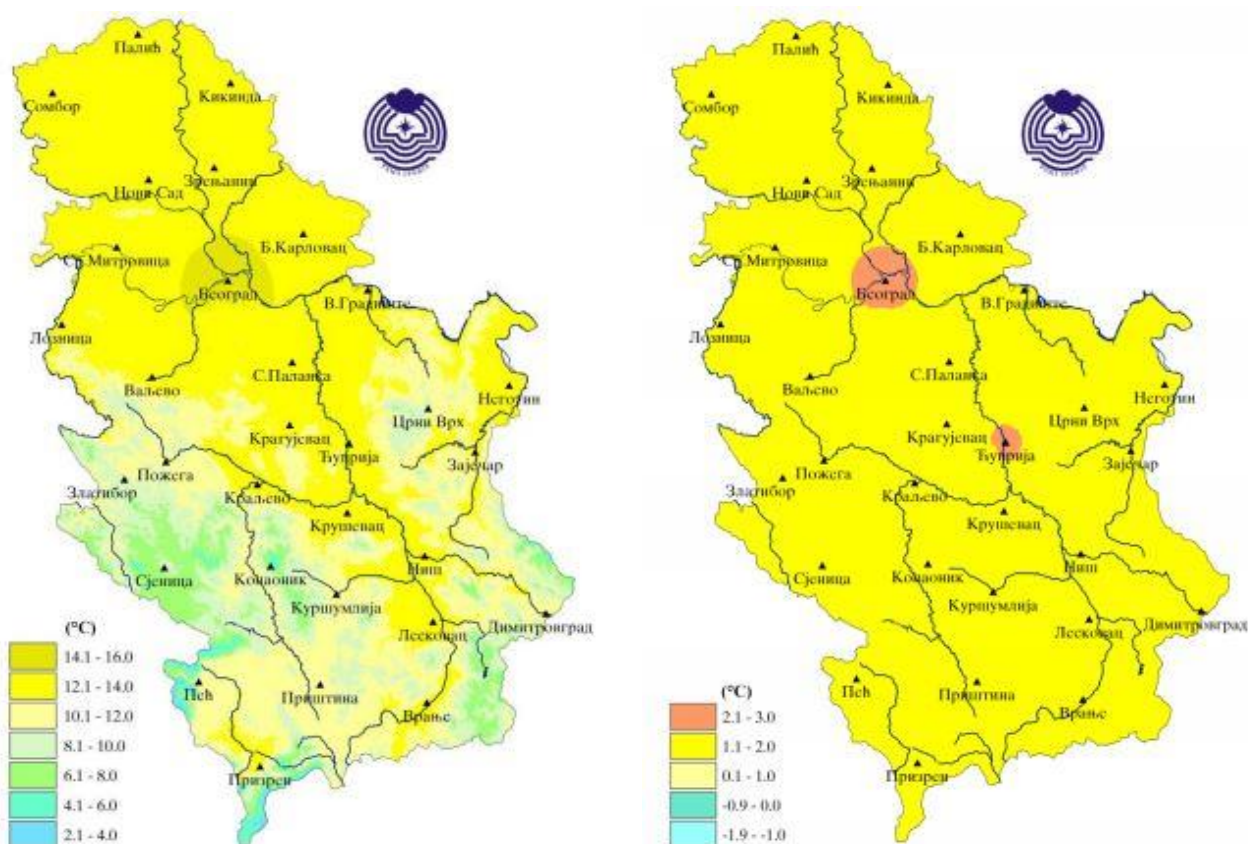 Палић
Кикинда
Сомбор
Зрењанин
Нови Сад
Б.Карловац
Ср.Митровица
Београд
В.Градиште
Лозница
С.Паланка
Ваљево
Неготин
Црни Врх
Крагујевац
Ћуприја
Зајечар
Пожега
Златибор
Краљево
Крушевац
Ниш
Сјеница
Копаоник
Куршумлија
Лесковац
Димитровград
Пећ
Приштина
Врање
Призрен
(°C)
14.1 - 16.0
12.1 - 14.0
10.1 - 12.0
8.1 - 10.0
6.1 - 8.0
4.1 - 6.0
2.1 - 4.0
Палић
Кикинда
Сомбор
Зрењанин
Нови Сад
Б.Карловац
Ср.Митровица
Београд
В.Градиште
Лозница
С.Паланка
Ваљево
Неготин
Црни Врх
Крагујевац
Ћуприја
Зајечар
Пожега
Златибор
Краљево
Крушевац
Ниш
Сјеница
Копаоник
Куршумлија
Лесковац
Димитровград
Пећ
Приштина
Врање
Призрен
(°C)
2.1 - 3.0
1.1 - 2.0
0.1 - 1.0
-0.9 - 0.0
-1.9 - -1.0